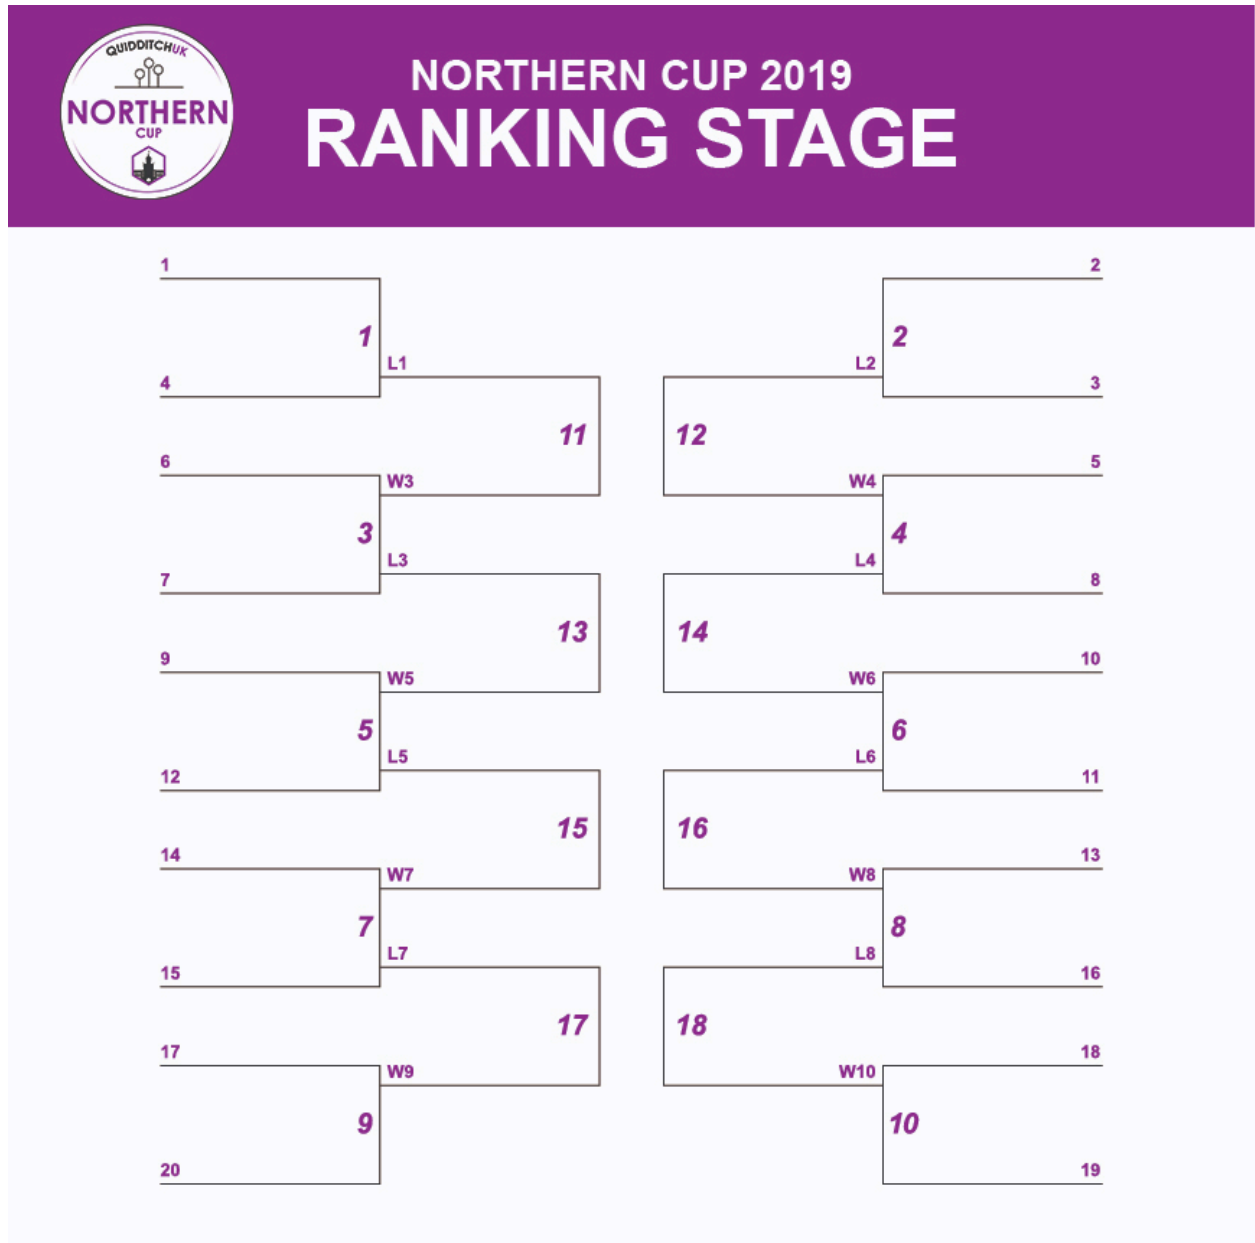 QUIDDITCHUK
NORTHERN
CUP
NORTHERN CUP 2019
RANKING STAGE
1
2
1
2
L1
L2
4
3
11
12
6
5
W3
W4
3
4
L3
L4
7
8
13
14
9
10
W5
W6
5
6
L5
L6
12
11
15
16
14
13
W7
W8
7
8
L7
L8
15
16
17
18
17
18
W9
W10
9
10
20
19